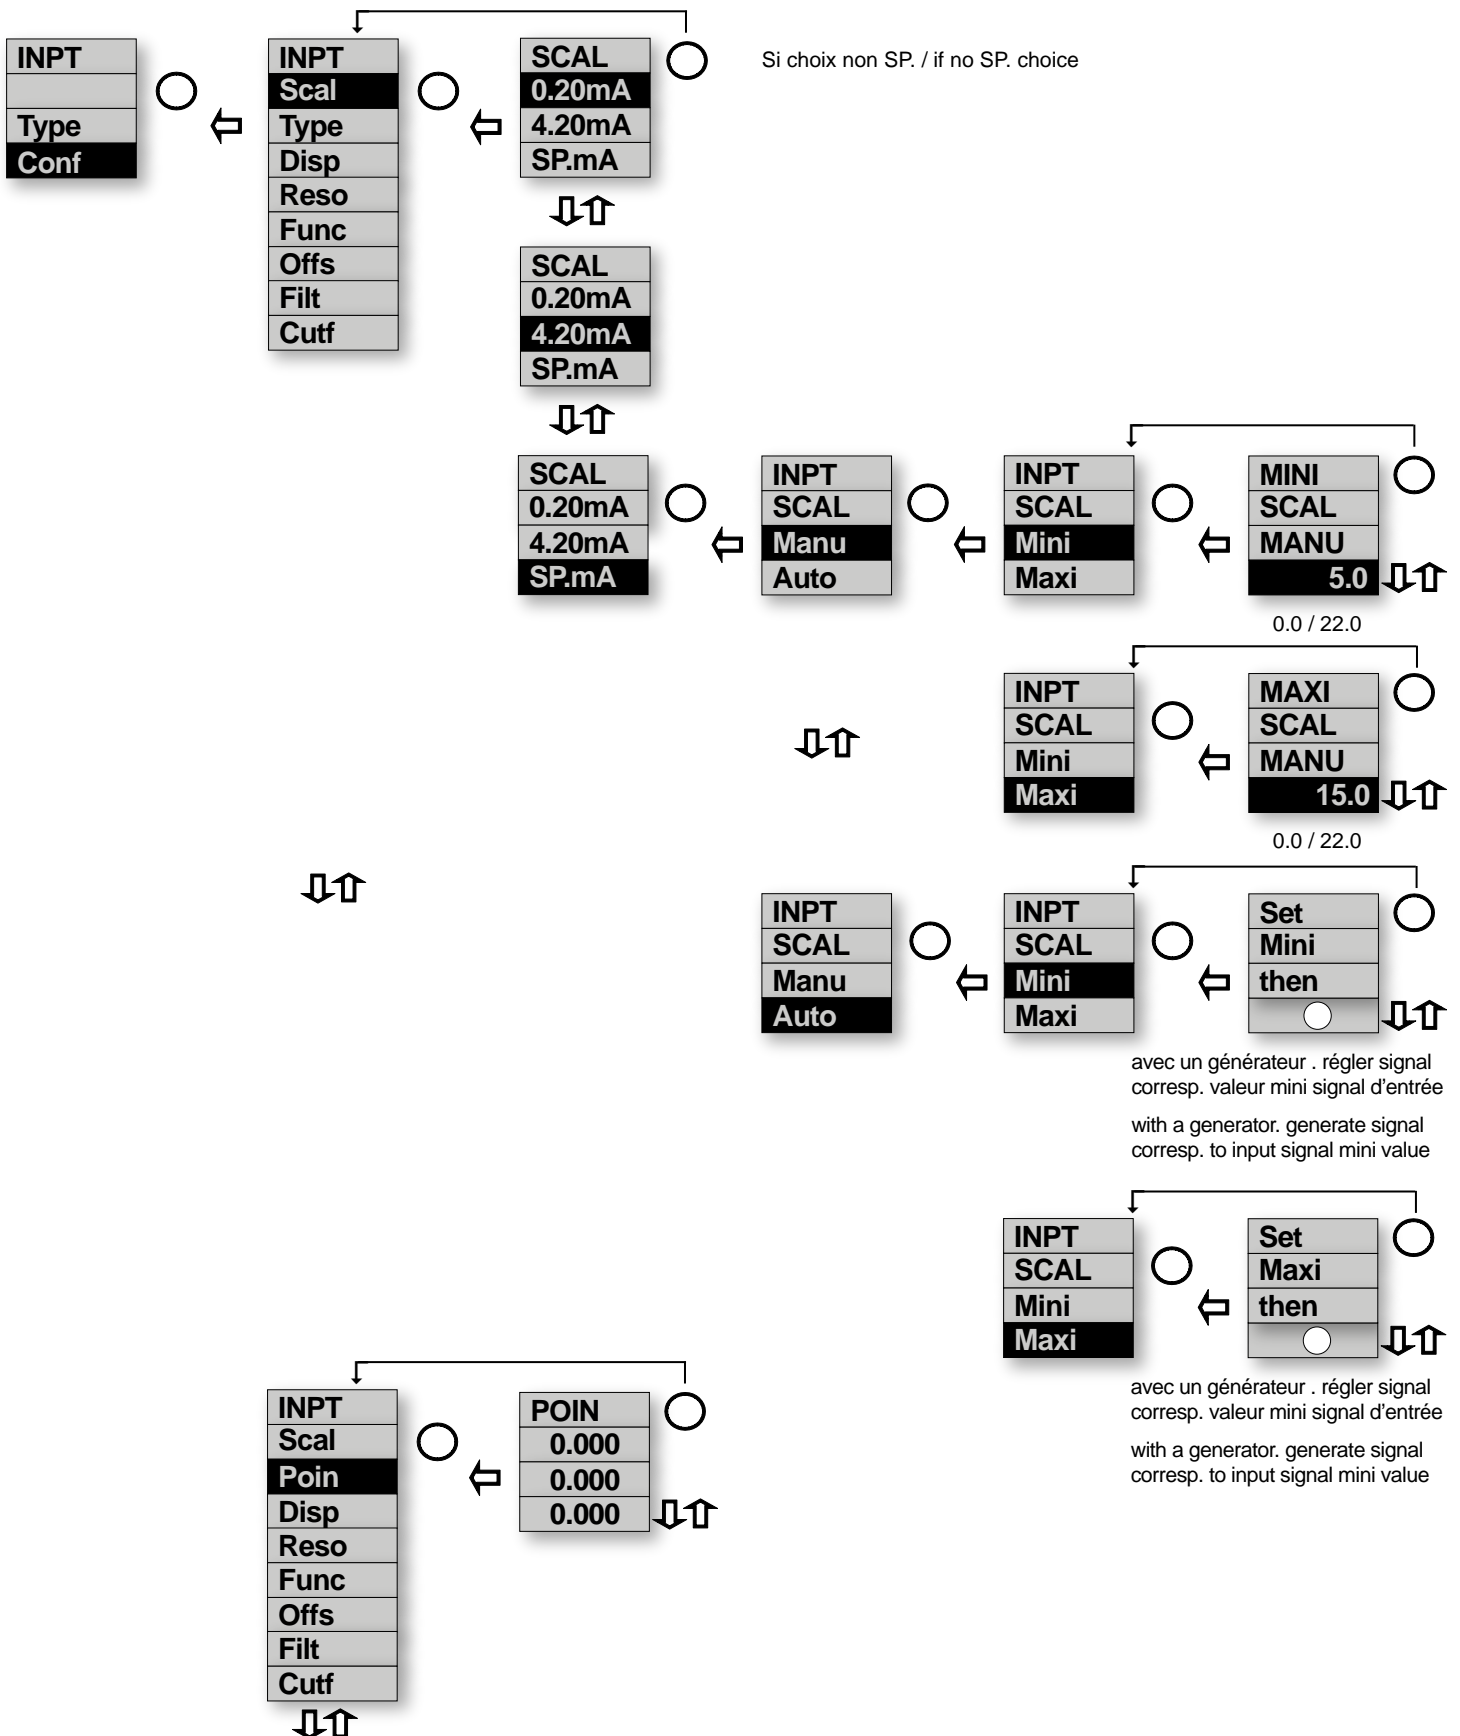 INPT
Type
Conf
INPT
Scal
Type
Disp
Reso
Func
Offs
Filt
Cutf
SCAL
0.20mA
4.20mA
SP.mA
Si choix non SP. / if no SP. choice
SCAL
0.20mA
4.20mA
SP.mA
SCAL
0.20mA
4.20mA
SP.mA
INPT
SCAL
Manu
Auto
INPT
SCAL
Mini
Maxi
MINI
SCAL
MANU
5.0
0.0 / 22.0
INPT
SCAL
Mini
Maxi
MAXI
SCAL
MANU
15.0
0.0 / 22.0
INPT
SCAL
Manu
Auto
INPT
SCAL
Mini
Maxi
Set
Mini
then
avec un générateur . régler signal
corresp. valeur mini signal d'entrée
with a generator. generate signal
corresp. to input signal mini value
INPT
SCAL
Mini
Maxi
Set
Maxi
then
avec un générateur . régler signal
corresp. valeur mini signal d'entrée
with a generator. generate signal
corresp. to input signal mini value
INPT
Scal
Poin
Disp
Reso
Func
Offs
Filt
Cutf
POIN
0.000
0.000
0.000